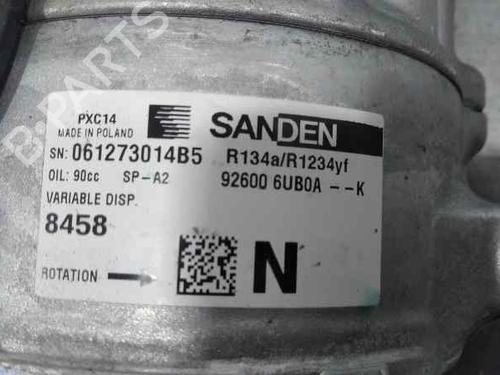 B-PARTS
PXC14
MADE IN POLAND
SANDEN
SN: 061273014B5
R134a/R1234yf
OIL: 90cc SP-A2
92600 6UB0A --K
VARIABLE DISP.
8458
ROTATION
N